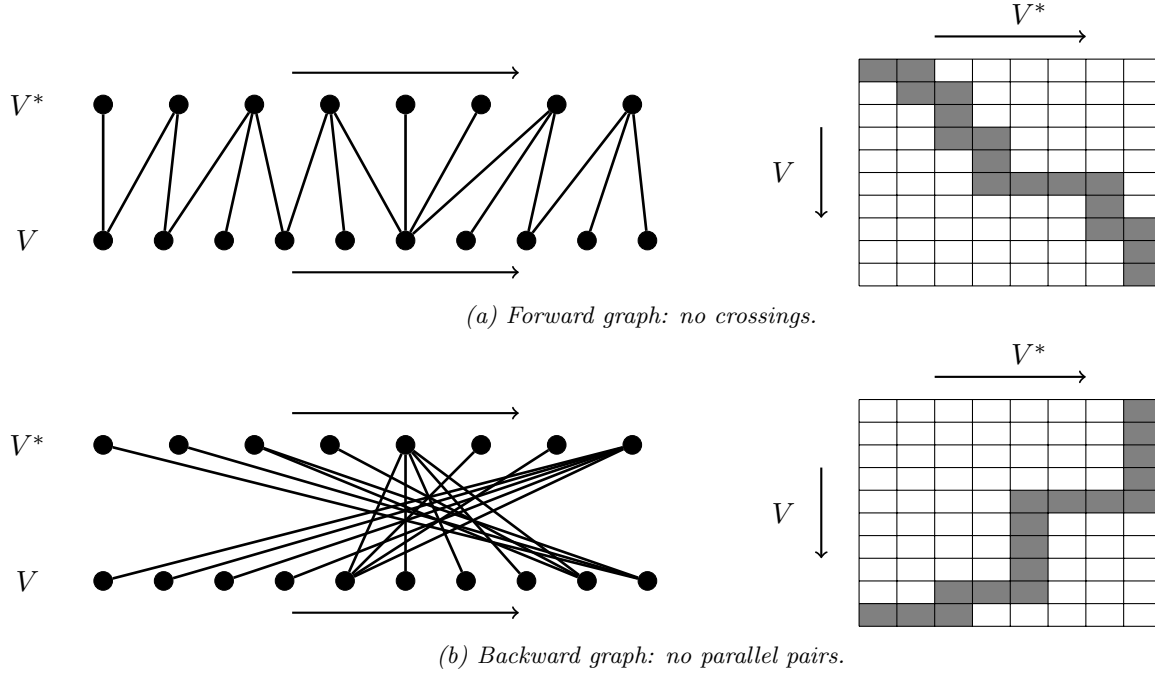 V*
V*
V
V
(a) Forward graph: no crossings.
V*
V*
V
V
(b) Backward graph: no parallel pairs.